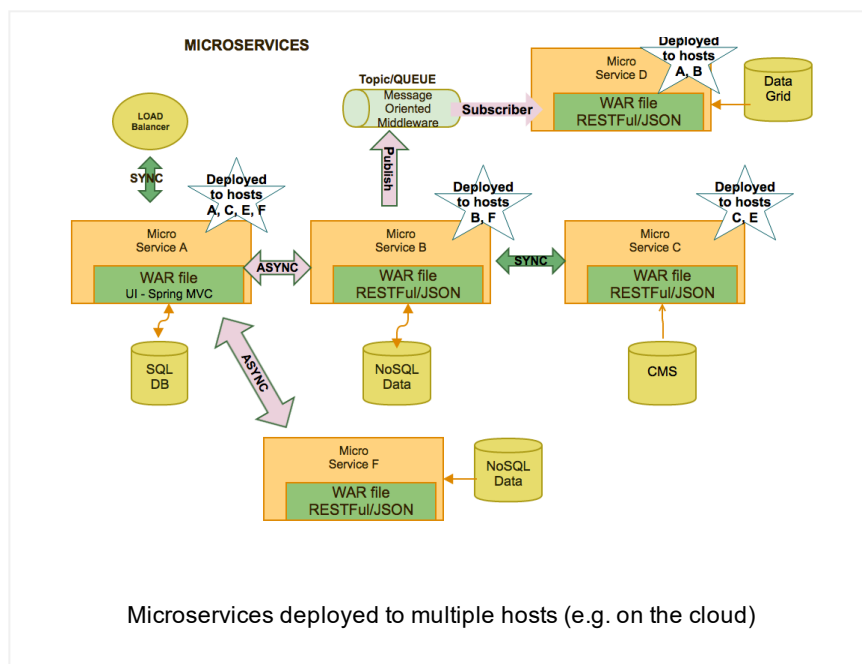 MICROSERVICES
Deployed
to hosts
A, B
Micro
Service D
WAR file
RESTFul/JSON
Data
Grid
Topic/QUEUE
Message
Oriented
Middleware
Subscriber
LOAD
Balancer
SYNC
Publish
Deployed
to hosts
A, C, E, F
Micro
Service A
WAR file
UI - Spring MVC
ASYNC
Deployed
to hosts
B, F
Micro
Service B
WAR file
RESTFul/JSON
SYNC
Deployed
to hosts
C, E
Micro
Service C
WAR file
RESTFul/JSON
SQL
DB
ASYNC
NoSQL
Data
CMS
Micro
Service F
WAR file
RESTFul/JSON
NoSQL
Data
Microservices deployed to multiple hosts (e.g. on the cloud)